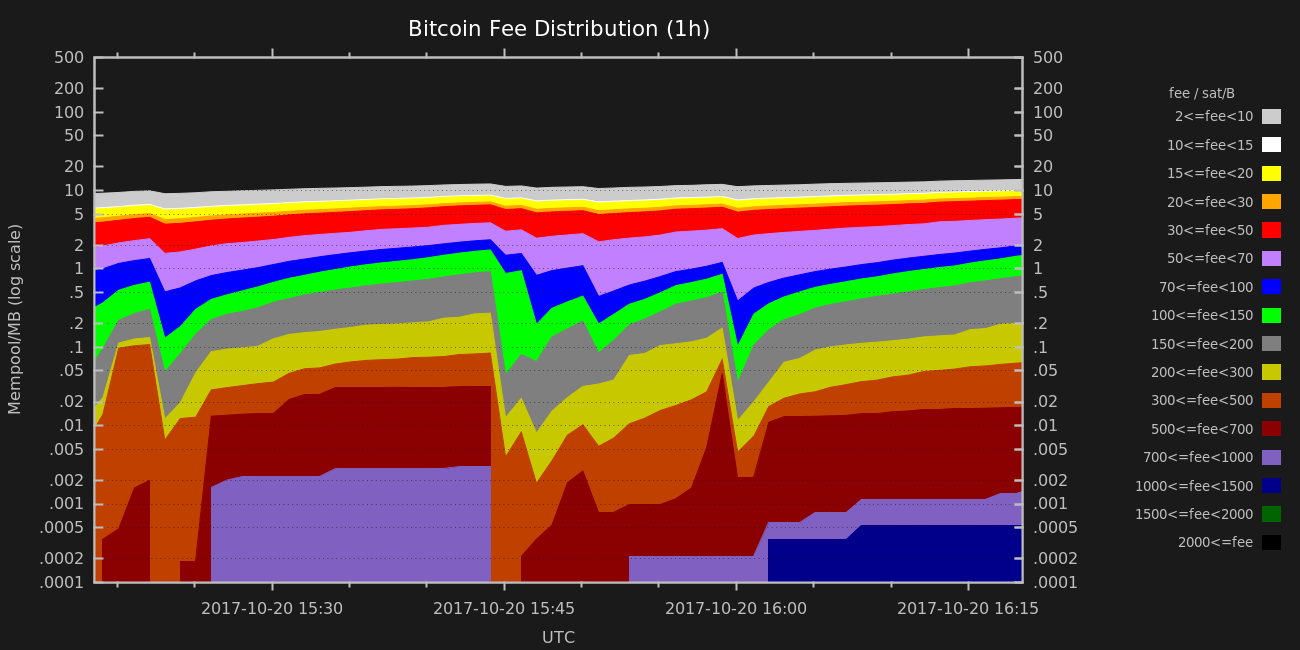 Bitcoin Fee Distribution (1h)
500 500
200 200
100 100
50 50
20 20
10 10
5 5
2 2
1 1
.5 .5
.2 .2
.1 .1
.05 .05
.02 .02
.01 .01
.005 .005
.002 .002
.001 .001
.0005 .0005
.0002 .0002
.0001 .0001
Mempool/MB (log scale)
2017-10-20 15:30 2017-10-20 15:45 2017-10-20 16:00 2017-10-20 16:15
UTC
fee / sat/B
2<=fee<10
10<=fee<15
15<=fee<20
20<=fee<30
30<=fee<50
50<=fee<70
70<=fee<100
100<=fee<150
150<=fee<200
200<=fee<300
300<=fee<500
500<=fee<700
700<=fee<1000
1000<=fee<1500
1500<=fee<2000
2000<=fee